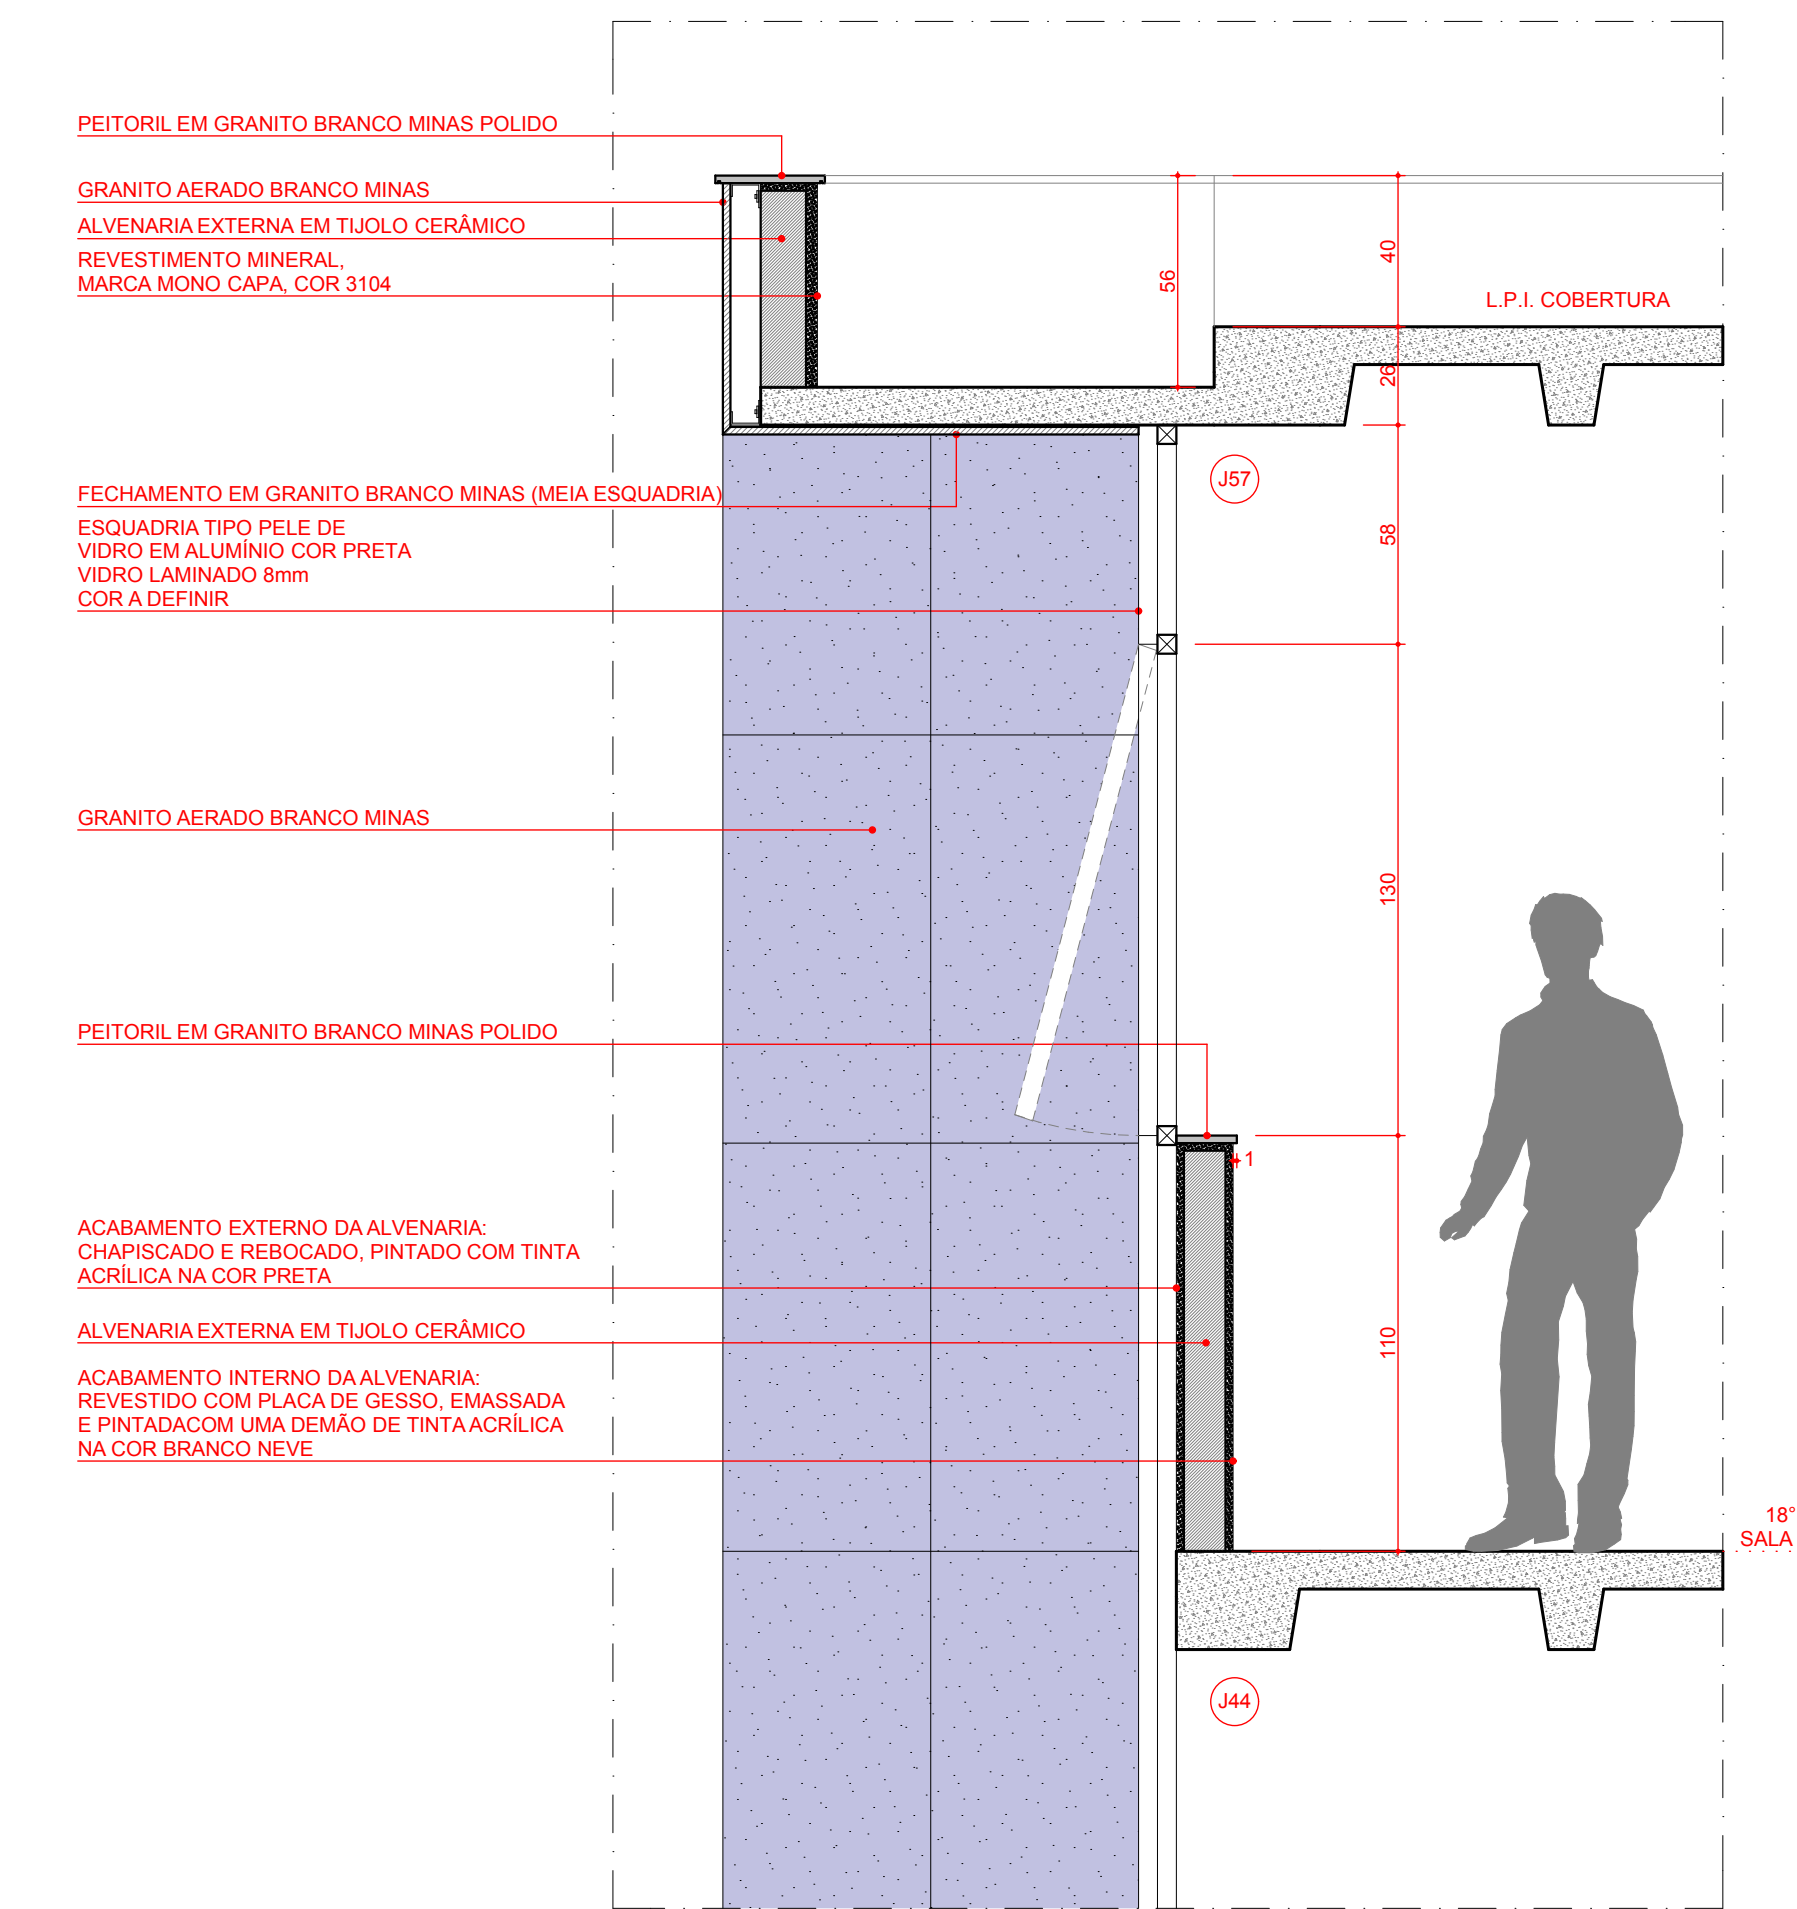 PEITORIL EM GRANITO BRANCO MINAS POLIDO
GRANITO AERADO BRANCO MINAS
ALVENARIA EXTERNA EM TIJOLO CERÂMICO
REVESTIMENTO MINERAL,
MARCA MONO CAPA, COR 3104
56
40
L.P.I. COBERTURA
26
FECHAMENTO EM GRANITO BRANCO MINAS (MEIA ESQUADRIA)
J57
ESQUADRIA TIPO PELE DE
VIDRO EM ALUMÍNIO COR PRETA
VIDRO LAMINADO 8mm
COR A DEFINIR
58
GRANITO AERADO BRANCO MINAS
130
PEITORIL EM GRANITO BRANCO MINAS POLIDO
1
ACABAMENTO EXTERNO DA ALVENARIA:
CHAPISCADO E REBOCADO, PINTADO COM TINTA
ACRÍLICA NA COR PRETA
ALVENARIA EXTERNA EM TIJOLO CERÂMICO
110
ACABAMENTO INTERNO DA ALVENARIA:
REVESTIDO COM PLACA DE GESSO, EMASSADA
E PINTADACOM UMA DEMÃO DE TINTA ACRÍLICA
NA COR BRANCO NEVE
18°
SALA
J44